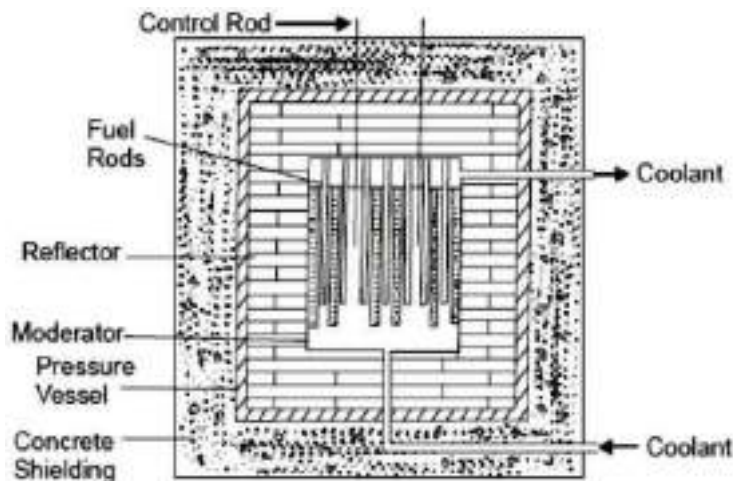 Control Rod
Fuel
Rods
Coolant
Reflector
Moderator
Pressure
Vessel
Concrete
Shielding
Coolant